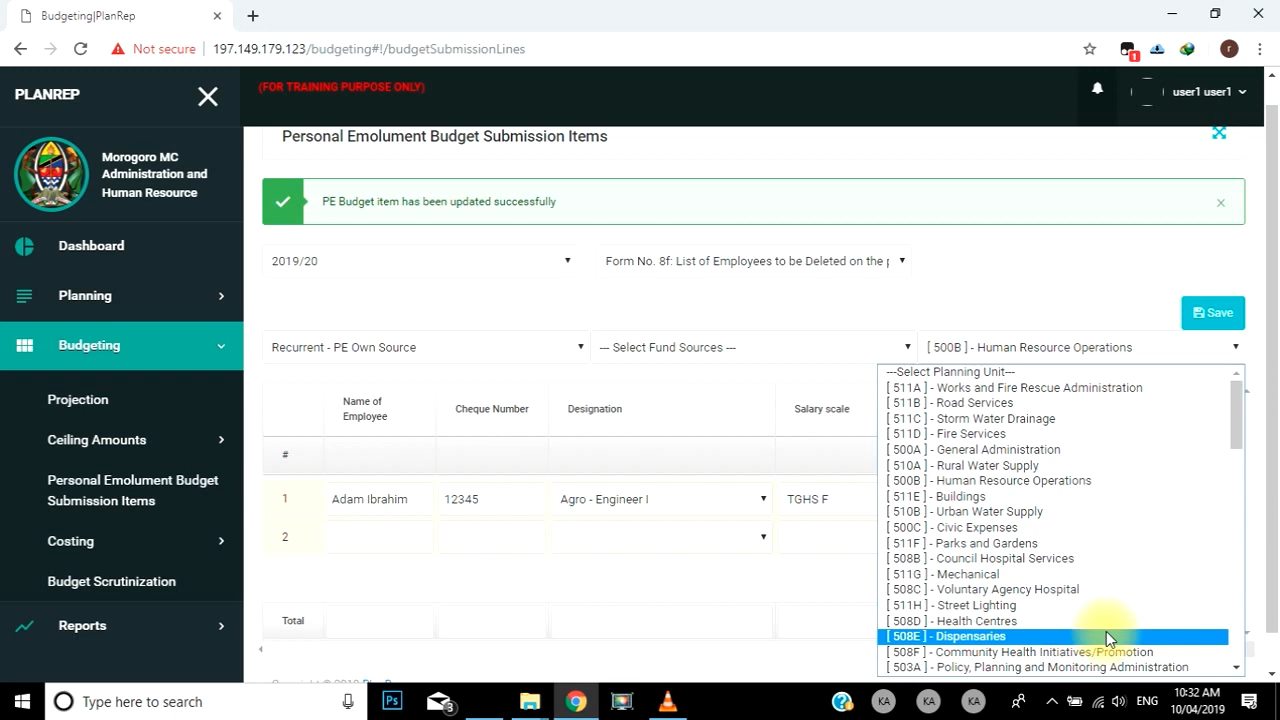 Budgeting|PlanRep
Not secure
197.149.179.123/budgeting#!/budgetSubmissionLines
1
r
PLANREP
(FOR TRAINING PURPOSE ONLY)
user1 user1
Morogoro MC
Administration and
Human Resource
Dashboard
Planning
Budgeting
Projection
Ceiling Amounts
Personal Emolument Budget
Submission Items
Costing
Budget Scrutinization
Reports
Personal Emolument Budget Submission Items
PE Budget item has been updated successfully
2019/20
Form No. 8f: List of Employees to be Deleted on the
Save
Recurrent - PE Own Source
--- Select Fund Sources ---
[ 500B ] - Human Resource Operations
Name of
Employee
Cheque Number
Designation
Salary scale
#
1
Adam Ibrahim
12345
Agro - Engineer I
TGHS F
2
Total
---Select Planning Unit---
[ 511A ] - Works and Fire Rescue Administration
[ 511B ] - Road Services
[ 511C ] - Storm Water Drainage
[ 511D ] - Fire Services
[ 500A ] - General Administration
[ 510A ] - Rural Water Supply
[ 500B ] - Human Resource Operations
[ 511E ] - Buildings
[ 510B ] - Urban Water Supply
[ 500C ] - Civic Expenses
[ 511F ] - Parks and Gardens
[ 508B ] - Council Hospital Services
[ 511G ] - Mechanical
[ 508C ] - Voluntary Agency Hospital
[ 511H ] - Street Lighting
[ 508D ] - Health Centres
[ 508E ] - Dispensaries
[ 508F ] - Community Health Initiatives/Promotion
[ 503A ] - Policy, Planning and Monitoring Administration
Type here to search
Ps
3
KA
KA
KA
ENG
10:32 AM
10/04/2019